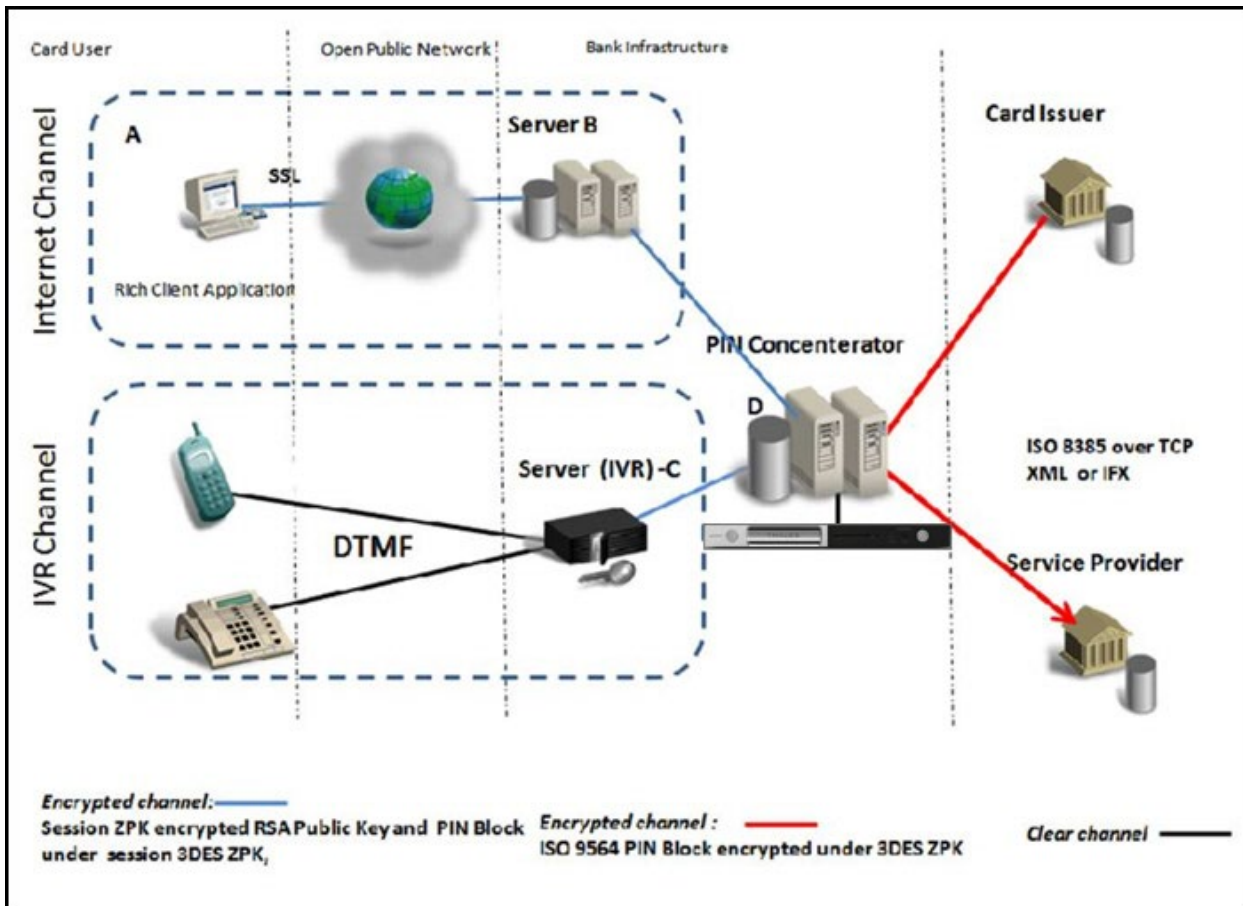 Card User
Open Public Network
Bank Infrastructure
Internet Channel
A
SSL
Server B
Card Issuer
Rich Client Application
PIN Concenterator
D
IVR Channel
DTMF
Server (IVR) -C
ISO 8385 over TCP
XML or IFX
Service Provider
Encrypted channel:
Session ZPK encrypted RSA Public Key and PIN Block
under session 3DES ZPKi
Encrypted channel :
ISO 9564 PIN Block encrypted under 3DES ZPK
Clear channel